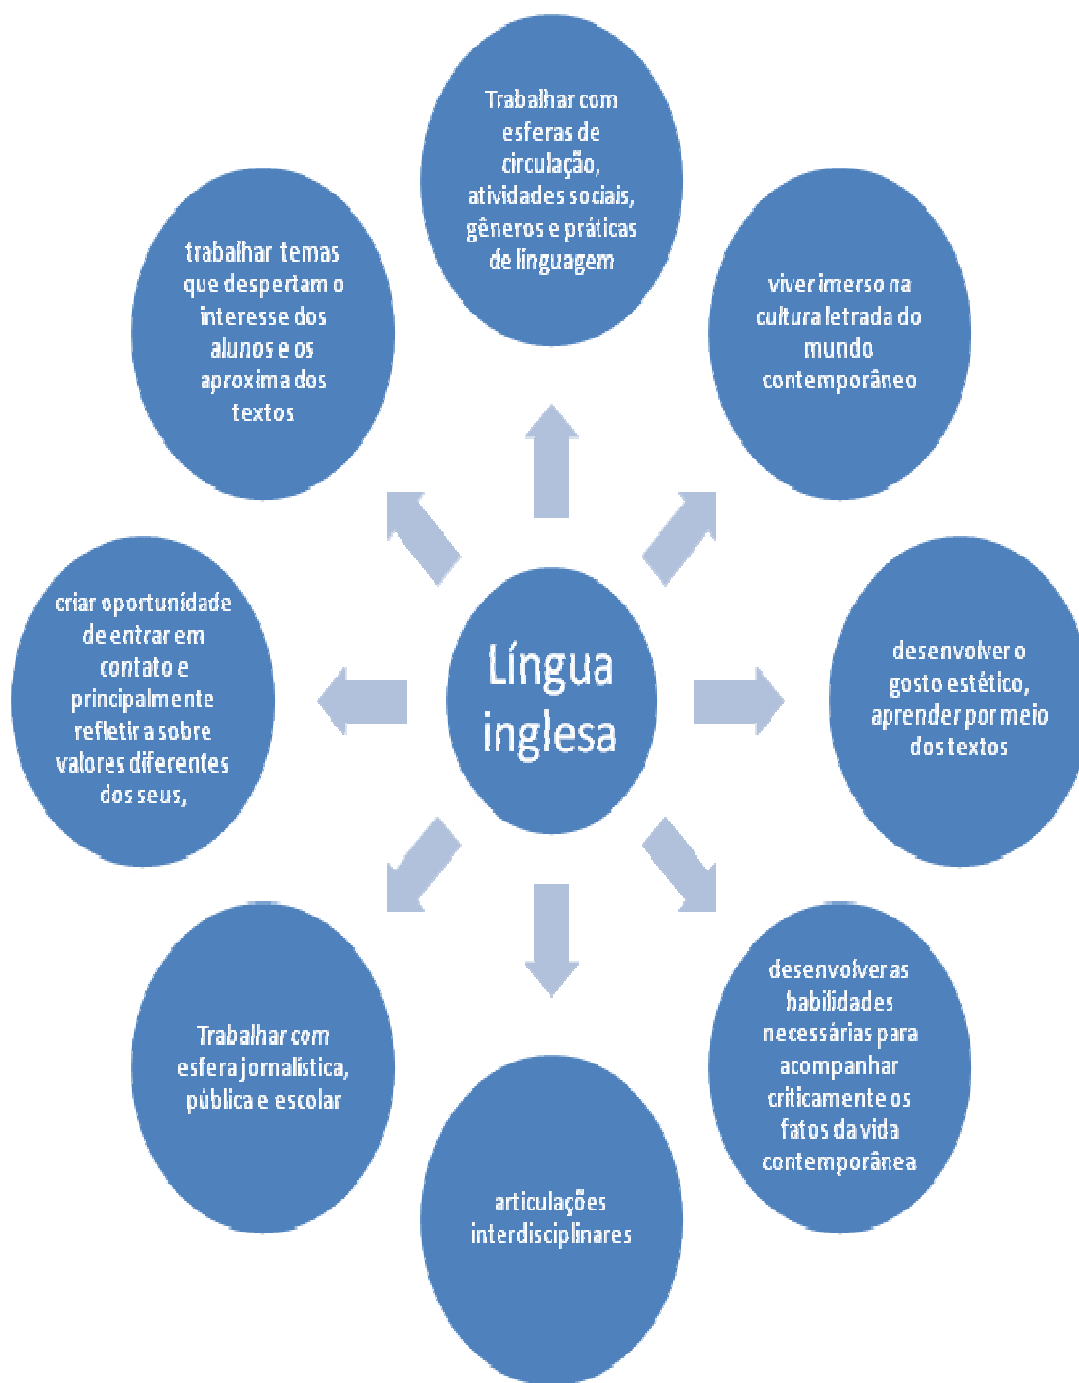 Trabalhar com
esferas de
circulação,
atividades sociais,
gêneros e práticas
de linguagem
viver imerso na
cultura letrada do
mundo
contemporâneo
desenvolver o
gosto estético,
aprender por meio
dos textos
desenvolver as
habilidades
necessárias para
acompanhar
criticamente os
fatos da vida
contemporânea
articulações
interdisciplinares
Trabalhar com
esfera jornalística,
pública e escolar
criar oportunidade
de entrar em
contato e
principalmente
refletir a sobre
valores diferentes
dos seus,
trabalhar temas
que despertam o
interesse dos
alunos e os
aproxima dos
textos
Língua
inglesa